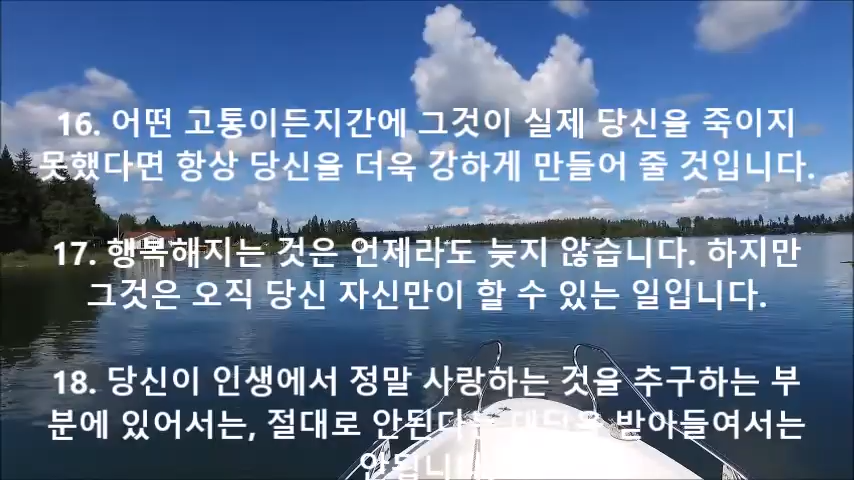 16. 어떤 고통이든지간에 그것이 실제 당신을 죽이지
못했다면 항상 당신을 더욱 강하게 만들어 줄 것입니다.
17. 행복해지는 것은 언제라도 늦지 않습니다. 하지만
그것은 오직 당신 자신만이 할 수 있는 일입니다.
18. 당신이 인생에서 정말 사랑하는 것을 추구하는 부
분에 있어서는, 절대로 안된다는 대답을 받아들여서는